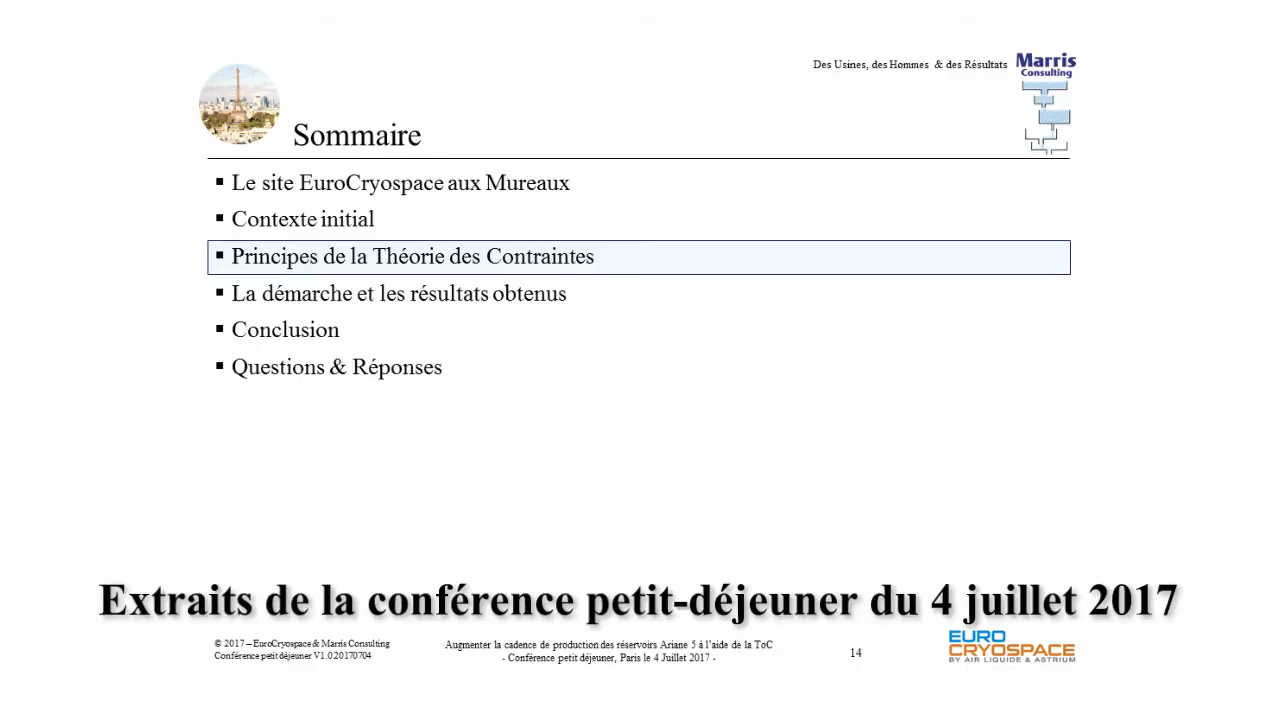 Des Usines, des Hommes & des Résultats
Marris
Consulting
Sommaire
▪ Le site EuroCryospace aux Mureaux
▪ Contexte initial
▪ Principes de la Théorie des Contraintes
▪ La démarche et les résultats obtenus
▪ Conclusion
▪ Questions & Réponses
Extraits de la conférence petit-déjeuner du 4 juillet 2017
© 2017 – EuroCryospace & Marris Consulting
Conférence petit déjeuner V1.0 20170704
Augmenter la cadence de production des réservoirs Ariane 5 à l'aide de la ToC
- Conférence petit déjeuner, Paris le 4 Juillet 2017 -
14
EURO
CRYOSPACE
BY AIR LIQUIDE & ASTRIUM